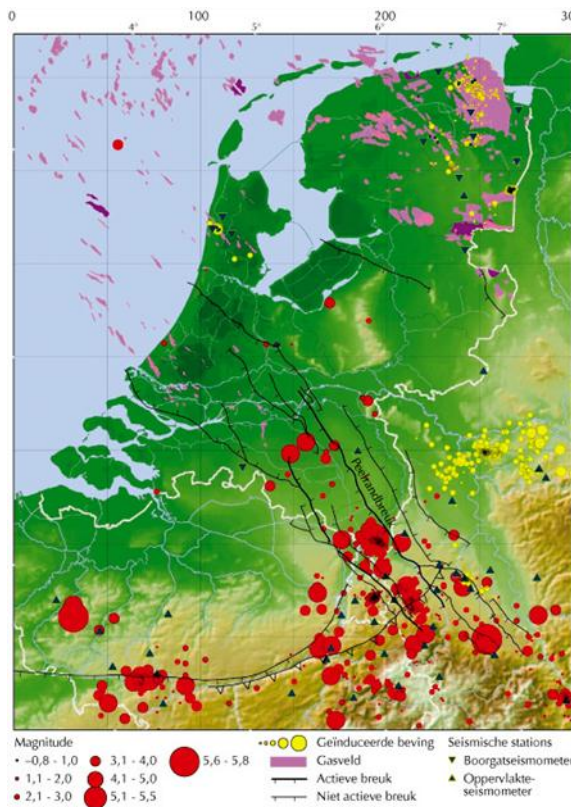 0 100 200 300
4° 5° 6° 7°
Peelrandbreuk
Magnitude
−0,8 - 1,0
1,1 - 2,0
2,1 - 3,0
3,1 - 4,0
4,1 - 5,0
5,1 - 5,5
5,6 - 5,8
Geïnduceerde beving
Gasveld
Actieve breuk
Niet actieve breuk
Seismische stations
Boorgatseismometer
Oppervlakte-
seismometer